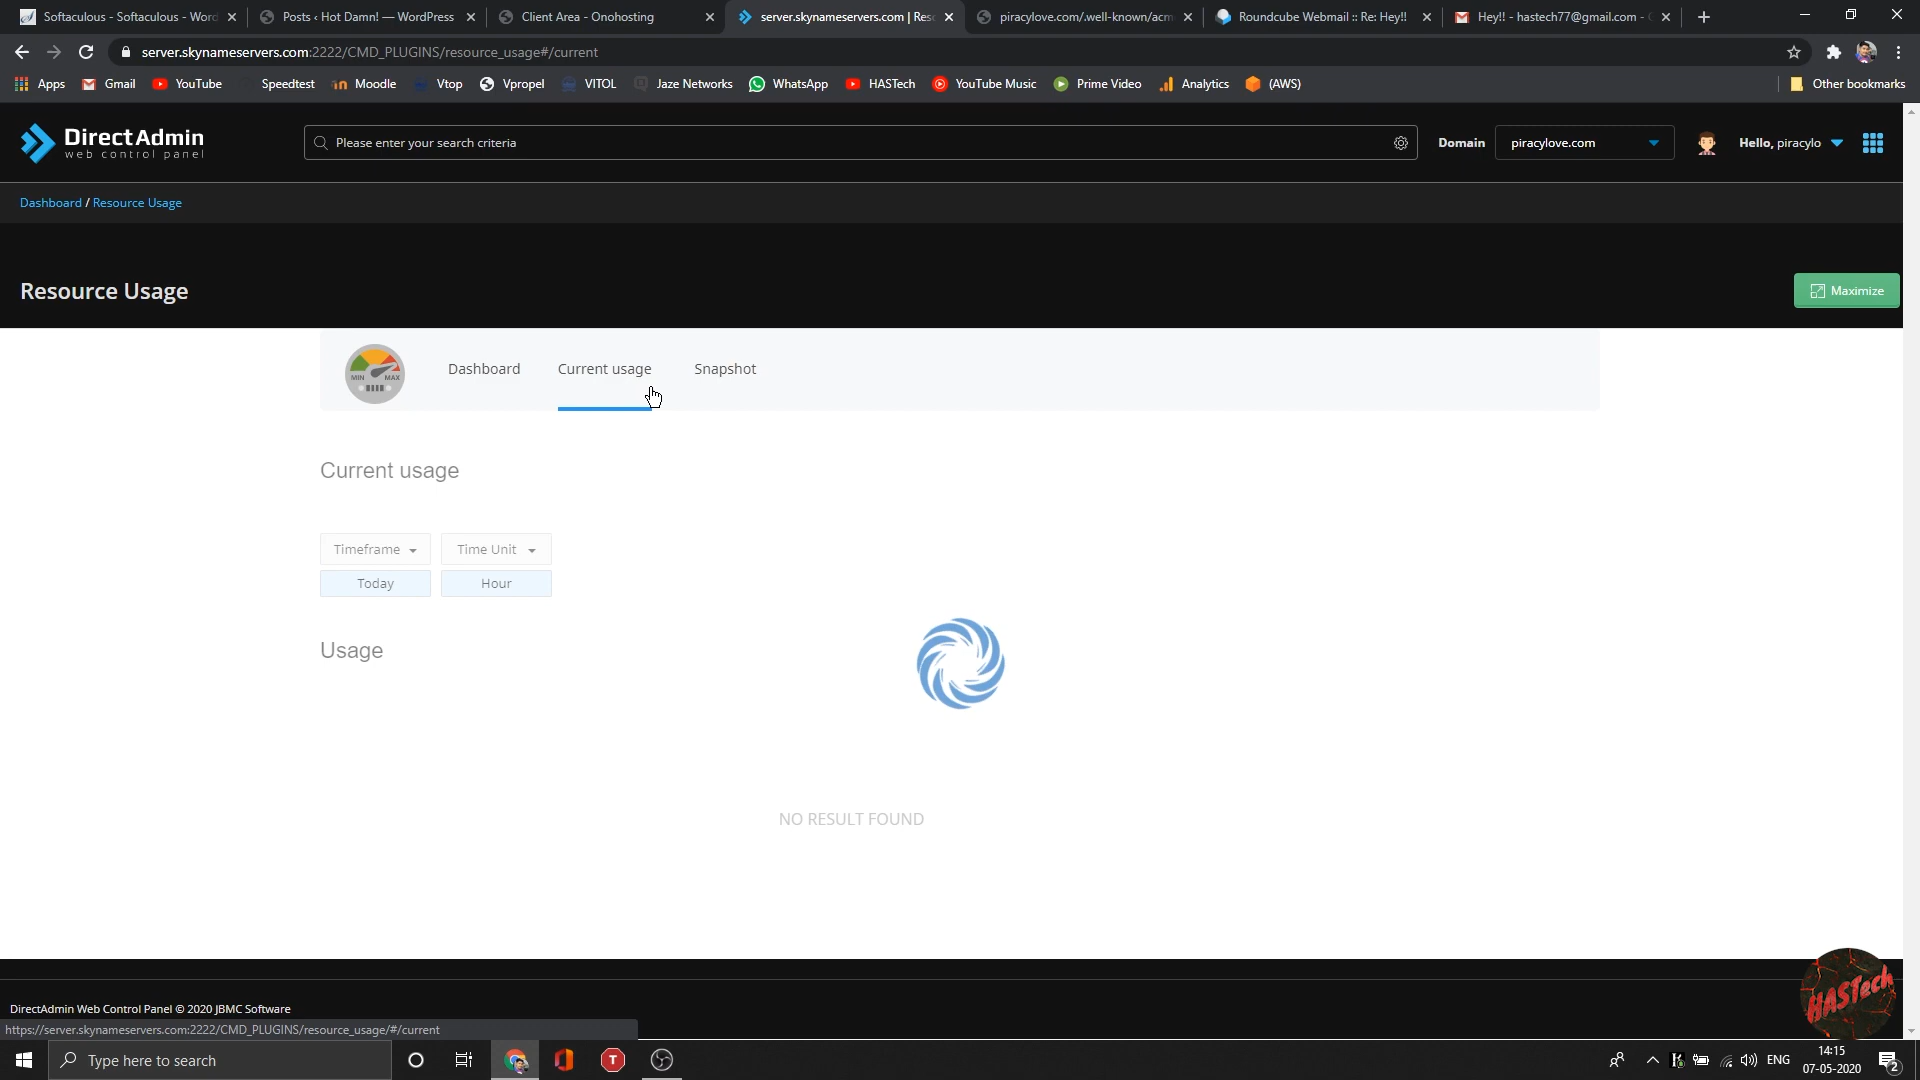 Softaculous - Softaculous - Word
Posts ‹ Hot Damn! — WordPress
Client Area - Onohosting
server.skynameservers.com | Res
piracylove.com/.well-known/acm
Roundcube Webmail :: Re: Hey!!
Hey!! - hastech77@gmail.com -
server.skynameservers.com:2222/CMD_PLUGINS/resource_usage#/current
Apps
Gmail
YouTube
Speedtest
Moodle
Vtop
Vpropel
VITOL
Jaze Networks
WhatsApp
HASTech
YouTube Music
Prime Video
Analytics
(AWS)
Other bookmarks
DirectAdmin
web control panel
Please enter your search criteria
Domain
piracylove.com
Hello, piracylo
Dashboard / Resource Usage
Resource Usage
Maximize
MIN MAX
Dashboard
Current usage
Snapshot
Current usage
Timeframe
Time Unit
Today
Hour
Usage
NO RESULT FOUND
HASTech
DirectAdmin Web Control Panel © 2020 JBMC Software
https://server.skynameservers.com:2222/CMD_PLUGINS/resource_usage/#/current
Type here to search
T
ENG
14:15
07-05-2020
2